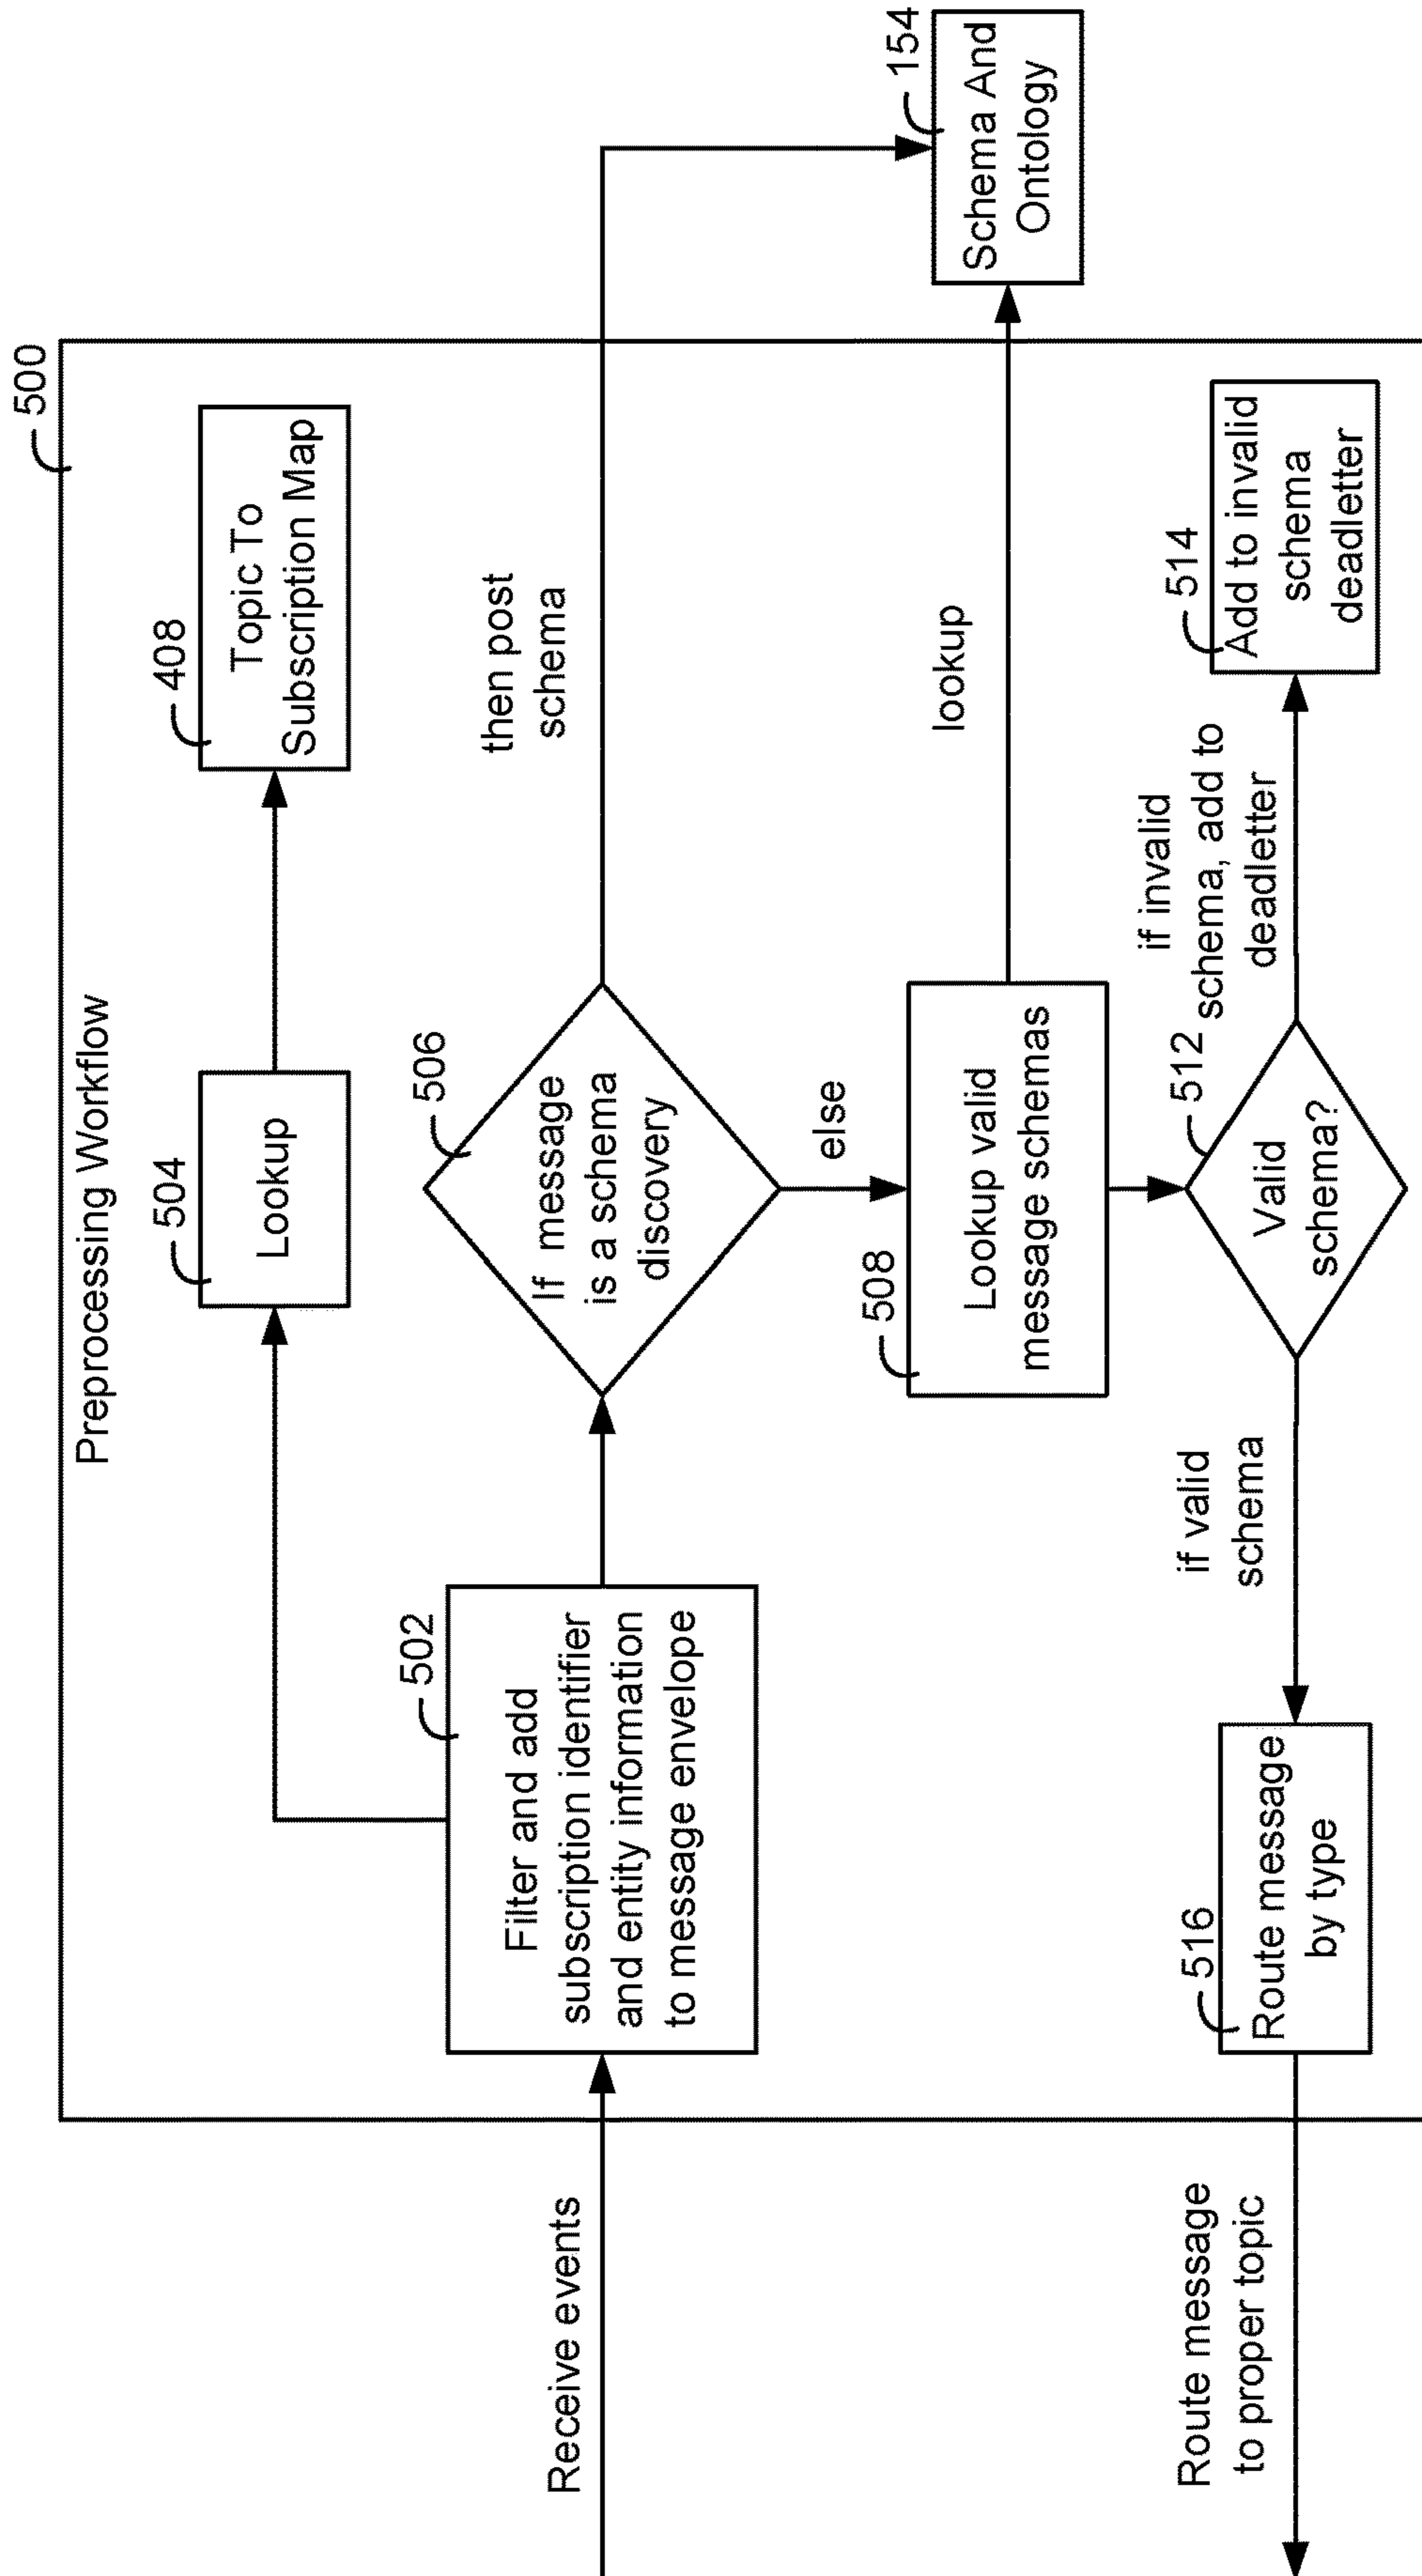 500
Preprocessing Workflow
504
Lookup
408
Topic To
Subscription Map
Receive events
502
Filter and add
subscription identifier
and entity information
to message envelope
506
If message
is a schema
discovery
then post
schema
154
Schema And
Ontology
else
508
Lookup valid
message schemas
lookup
512
Valid
schema?
if invalid
schema, add to
deadletter
514
Add to invalid
schema
deadletter
if valid
schema
516
Route message
by type
Route message
to proper topic